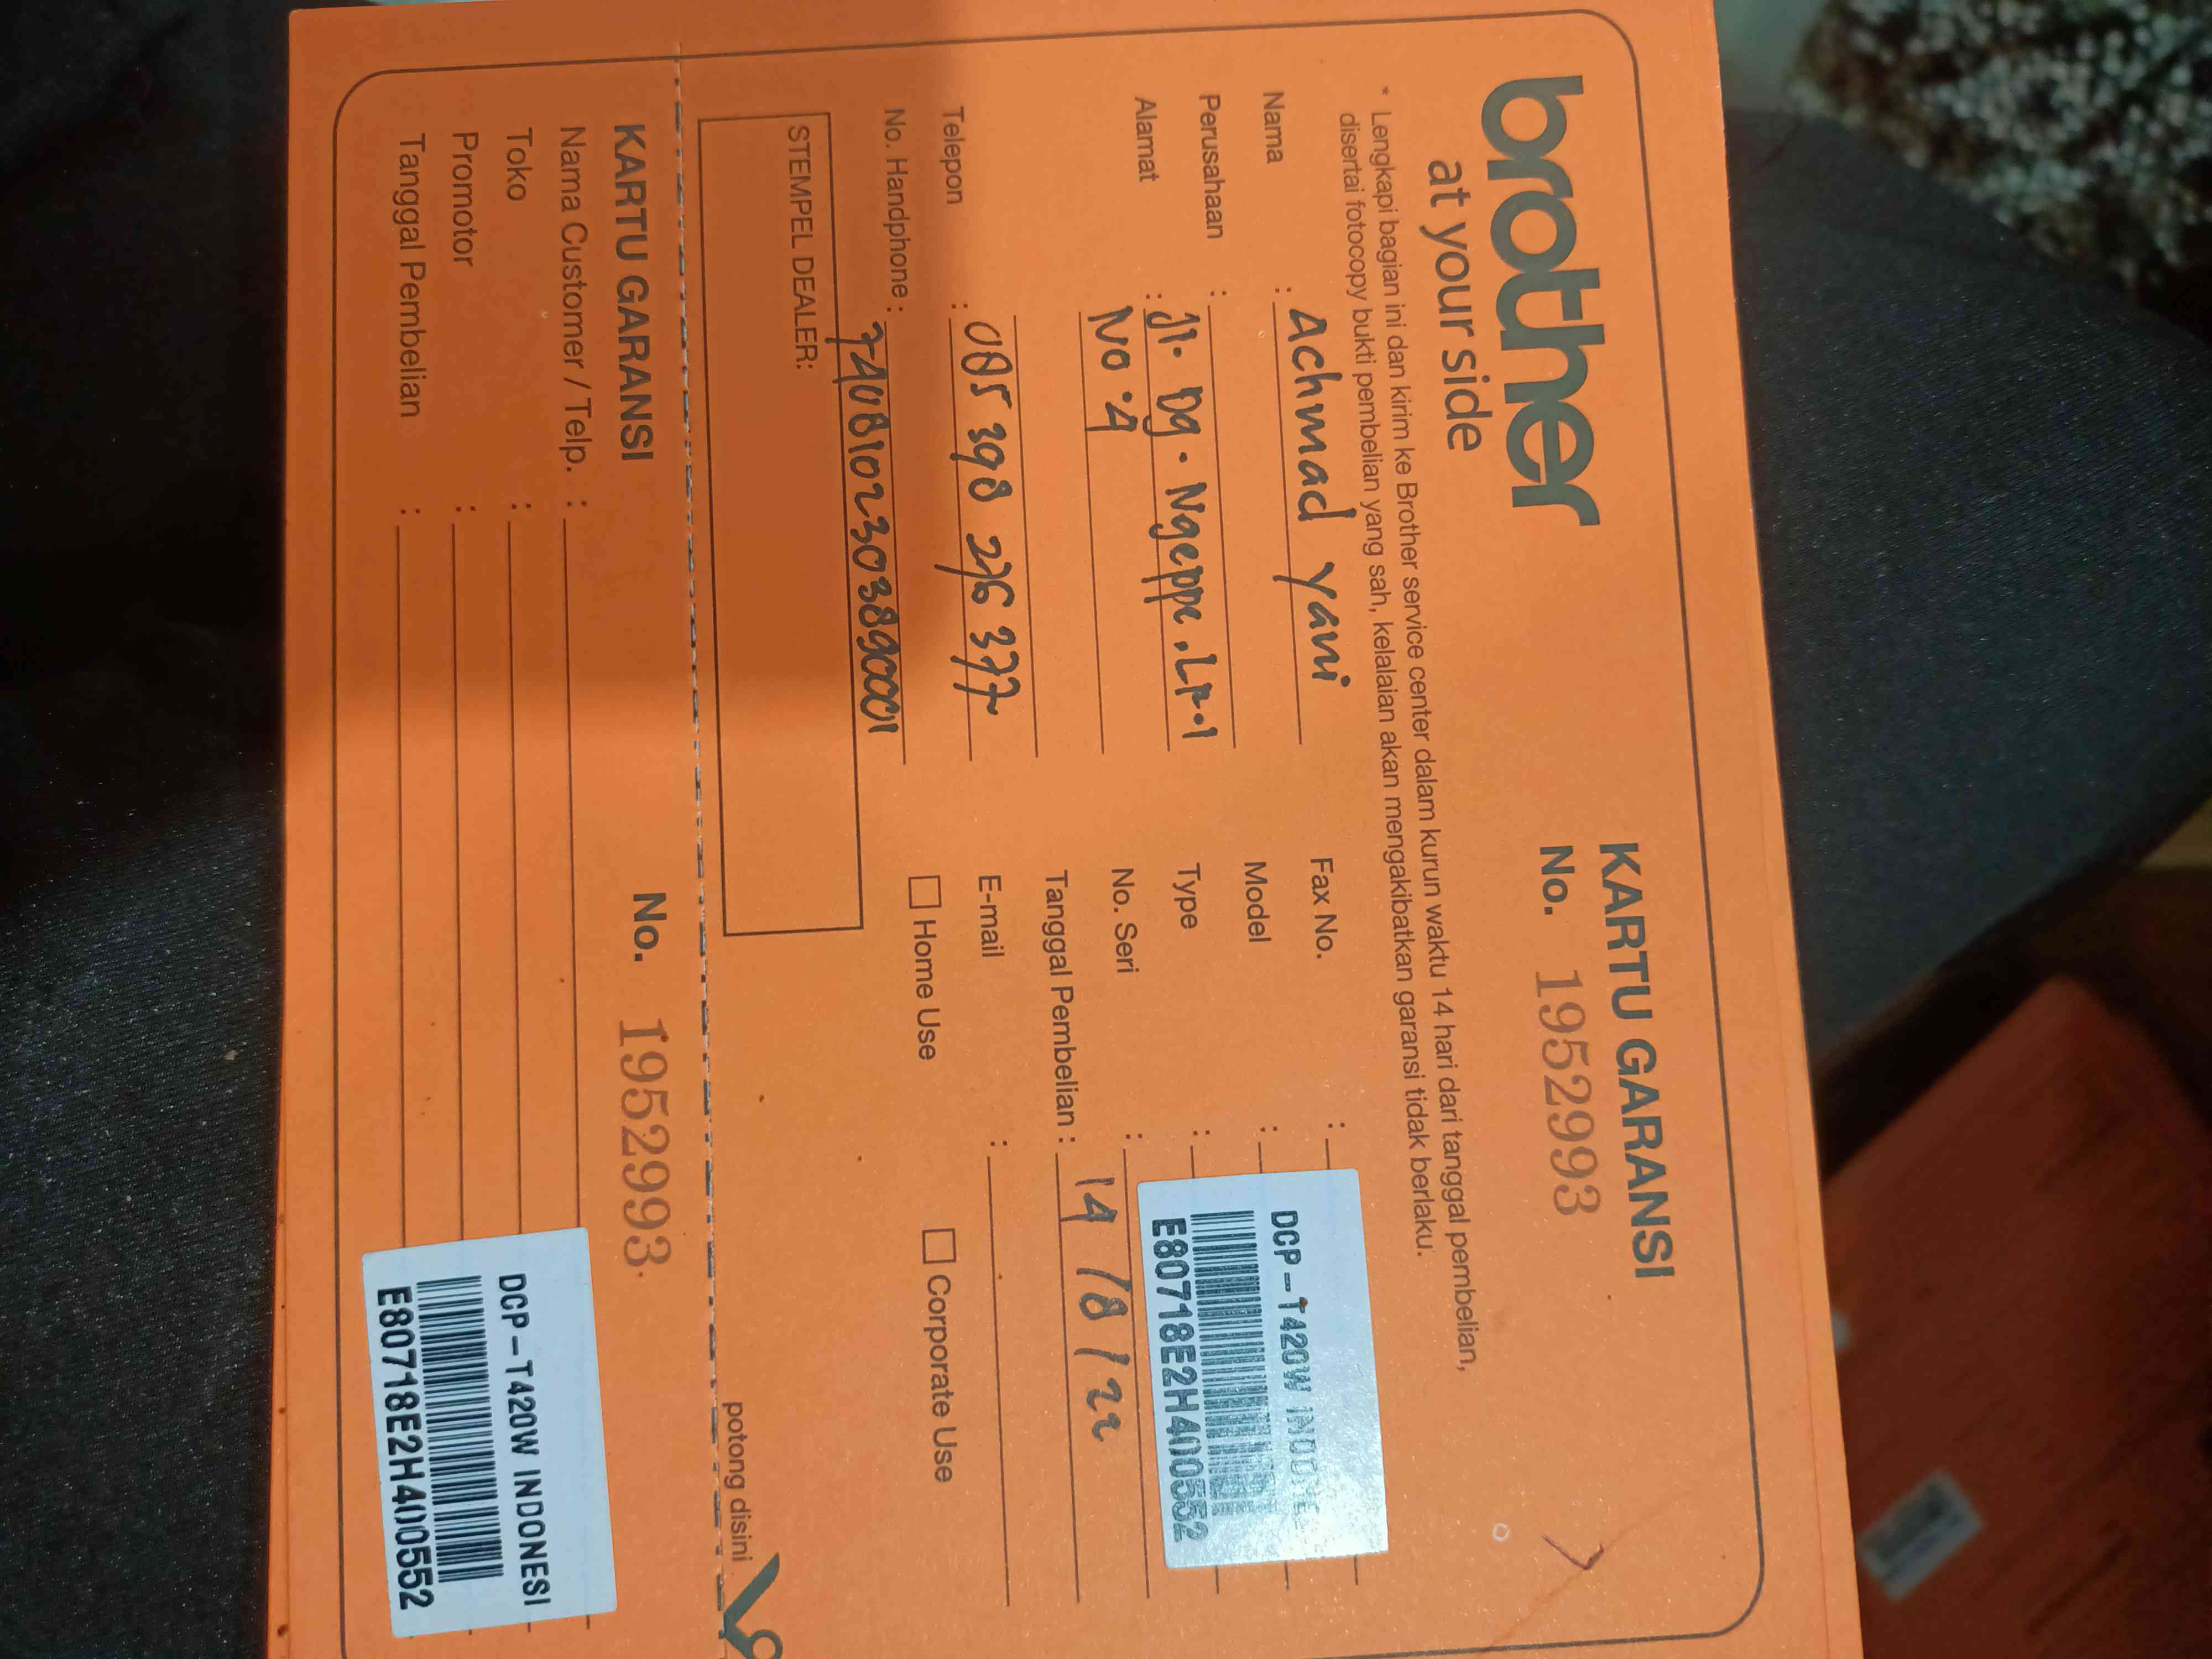 brother
at your side
KARTU GARANSI
No. 1952993
* Lengkapi bagian ini dan kirim ke Brother service center dalam kurun waktu 14 hari dari tanggal pembelian,
disertai fotocopy bukti pembelian yang sah, kelalaian akan mengakibatkan garansi tidak berlaku.
Nama : Achmad Yani
Perusahaan :
Alamat : Jl. Dg. Ngeppe. Lr.1
No.4
Telepon : 085 398 276 377
No. Handphone : 7408102303890001
STEMPEL DEALER:
Fax No. :
Model :
Type :
No. Seri :
DCP-T420W INDONE
E80718E2H400552
Tanggal Pembelian : 14 / 8 / 22
E-mail :
Home Use
Corporate Use
potong disini
KARTU GARANSI
No. 1952993
Nama Customer / Telp. :
Toko :
Promotor :
Tanggal Pembelian :
DCP-T420W INDONESI
E80718E2H400552